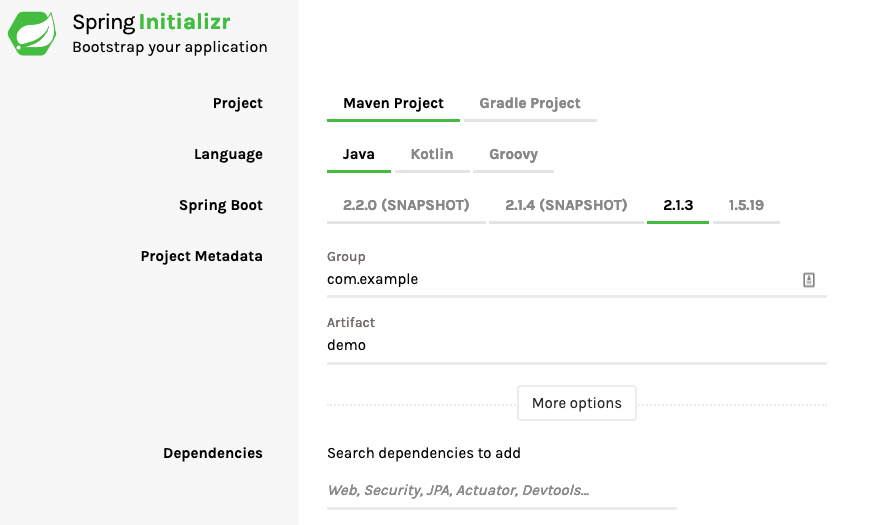 Spring Initializr
Bootstrap your application
Project
Maven Project Gradle Project
Language
Java Kotlin Groovy
Spring Boot
2.2.0 (SNAPSHOT) 2.1.4 (SNAPSHOT) 2.1.3 1.5.19
Project Metadata
Group
com.example
Artifact
demo
More options
Dependencies
Search dependencies to add
Web, Security, JPA, Actuator, Devtools...